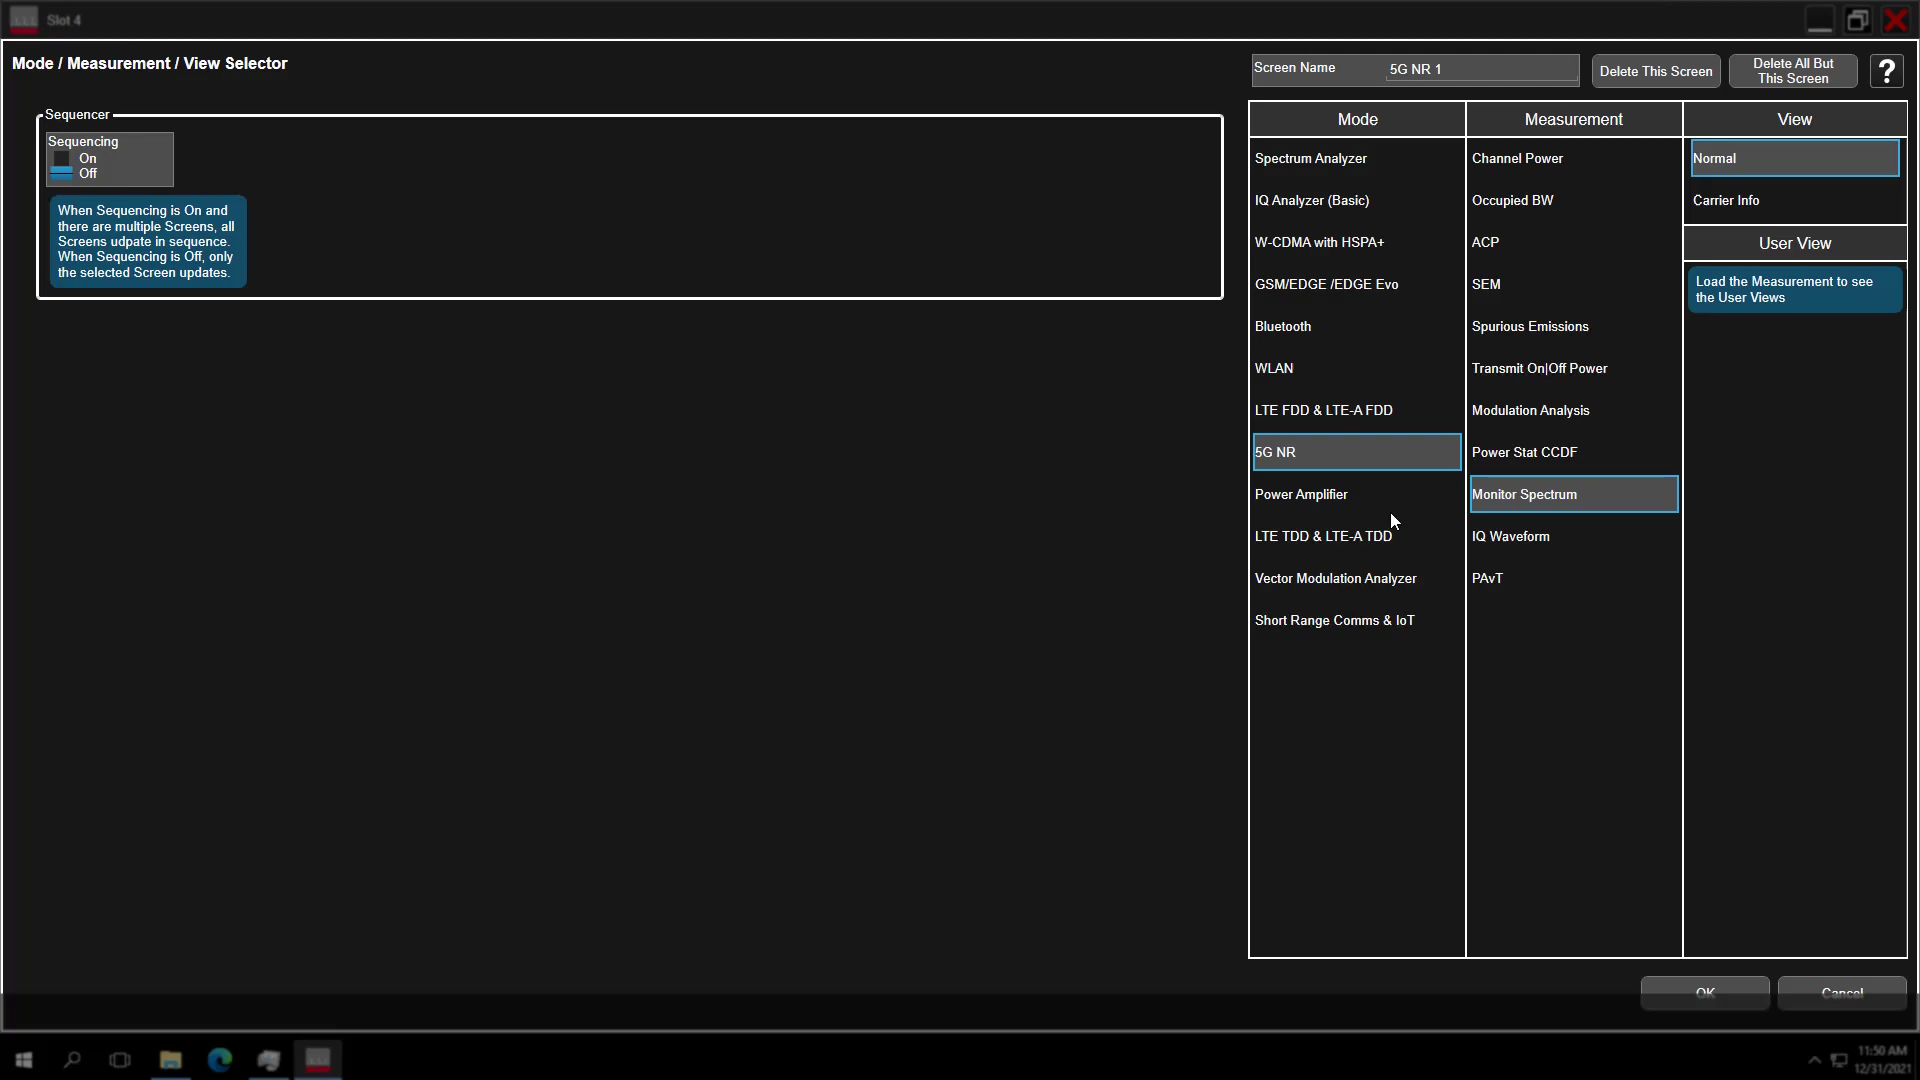 Slot 4
Mode / Measurement / View Selector
Screen Name
5G NR 1
Delete This Screen
Delete All But
This Screen
?
Sequencer
Sequencing
On
Off
When Sequencing is On and
there are multiple Screens, all
Screens udpate in sequence.
When Sequencing is Off, only
the selected Screen updates.
Mode
Spectrum Analyzer
IQ Analyzer (Basic)
W-CDMA with HSPA+
GSM/EDGE /EDGE Evo
Bluetooth
WLAN
LTE FDD & LTE-A FDD
5G NR
Power Amplifier
LTE TDD & LTE-A TDD
Vector Modulation Analyzer
Short Range Comms & IoT
Measurement
Channel Power
Occupied BW
ACP
SEM
Spurious Emissions
Transmit On|Off Power
Modulation Analysis
Power Stat CCDF
Monitor Spectrum
IQ Waveform
PAvT
View
Normal
Carrier Info
User View
Load the Measurement to see
the User Views
OK
Cancel
11:50 AM
12/31/2021